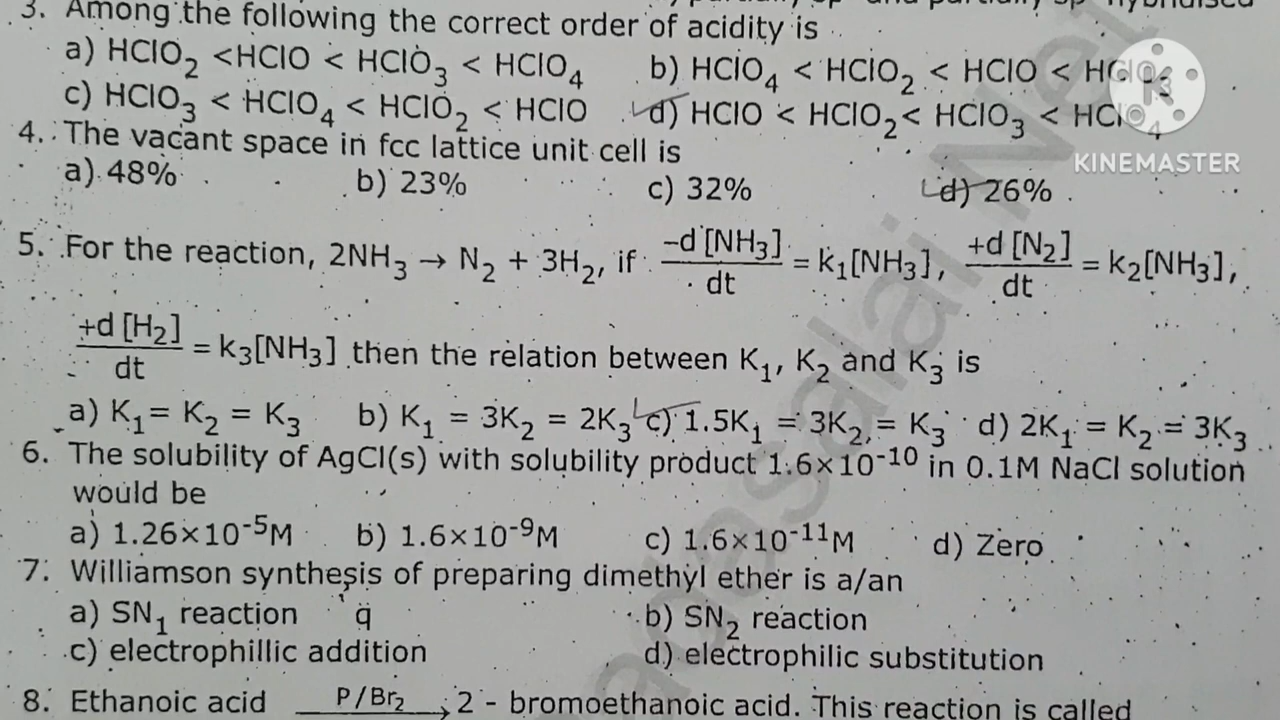 3. Among the following the correct order of acidity is
a) HClO₂ <HClO < HClO₃ < HClO₄ b) HClO₄ < HClO₂ < HClO < HClO₃
c) HClO₃ < HClO₄ < HClO₂ < HClO d) HClO < HClO₂< HClO₃ < HClO₄
KINEMASTER
4. The vacant space in fcc lattice unit cell is
a) 48% b) 23% c) 32% d) 26%
5. For the reaction, 2NH₃ → N₂ + 3H₂, if -d [NH₃]/dt = k₁[NH₃], +d [N₂]/dt = k₂[NH₃],
+d [H₂]/dt = k₃[NH₃] then the relation between K₁, K₂ and K₃ is
a) K₁= K₂ = K₃ b) K₁ = 3K₂ = 2K₃ c) 1.5K₁ = 3K₂ = K₃ d) 2K₁ = K₂ = 3K₃
6. The solubility of AgCl(s) with solubility product 1.6×10⁻¹⁰ in 0.1M NaCl solution
would be
a) 1.26×10⁻⁵M b) 1.6×10⁻⁹M c) 1.6×10⁻¹¹M d) Zero
7. Williamson synthesis of preparing dimethyl ether is a/an
a) SN₁ reaction q b) SN₂ reaction
c) electrophillic addition d) electrophilic substitution
8. Ethanoic acid P/Br₂→ 2 - bromoethanoic acid. This reaction is called